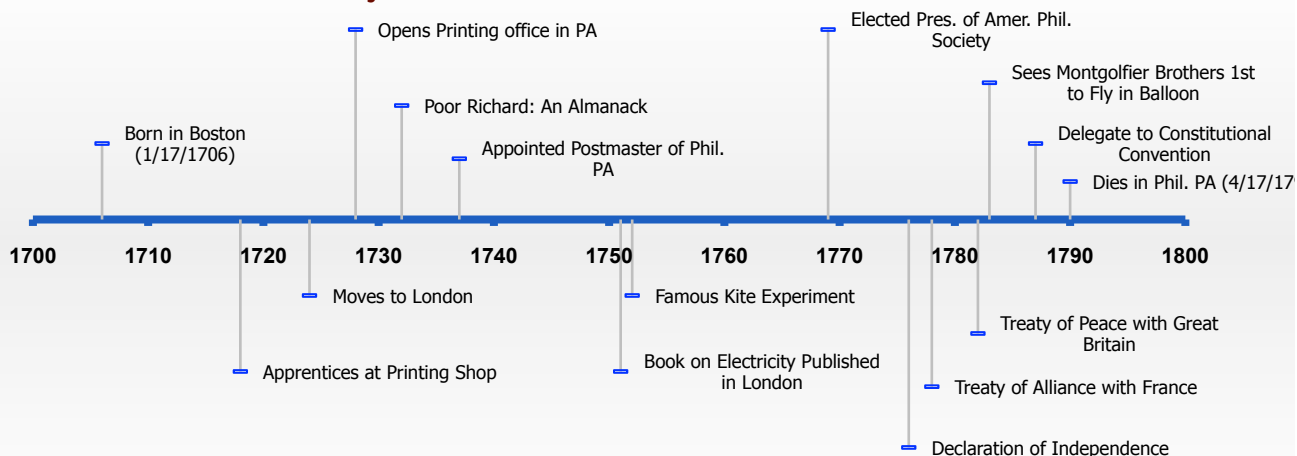 Opens Printing office in PA
Elected Pres. of Amer. Phil.
Society
Sees Montgolfier Brothers 1st
to Fly in Balloon
Poor Richard: An Almanack
Born in Boston
(1/17/1706)
Appointed Postmaster of Phil.
PA
Delegate to Constitutional
Convention
Dies in Phil. PA (4/17/179
1700 1710 1720 1730 1740 1750 1760 1770 1780 1790 1800
Moves to London
Famous Kite Experiment
Treaty of Peace with Great
Britain
Apprentices at Printing Shop
Book on Electricity Published
in London
Treaty of Alliance with France
Declaration of Independence